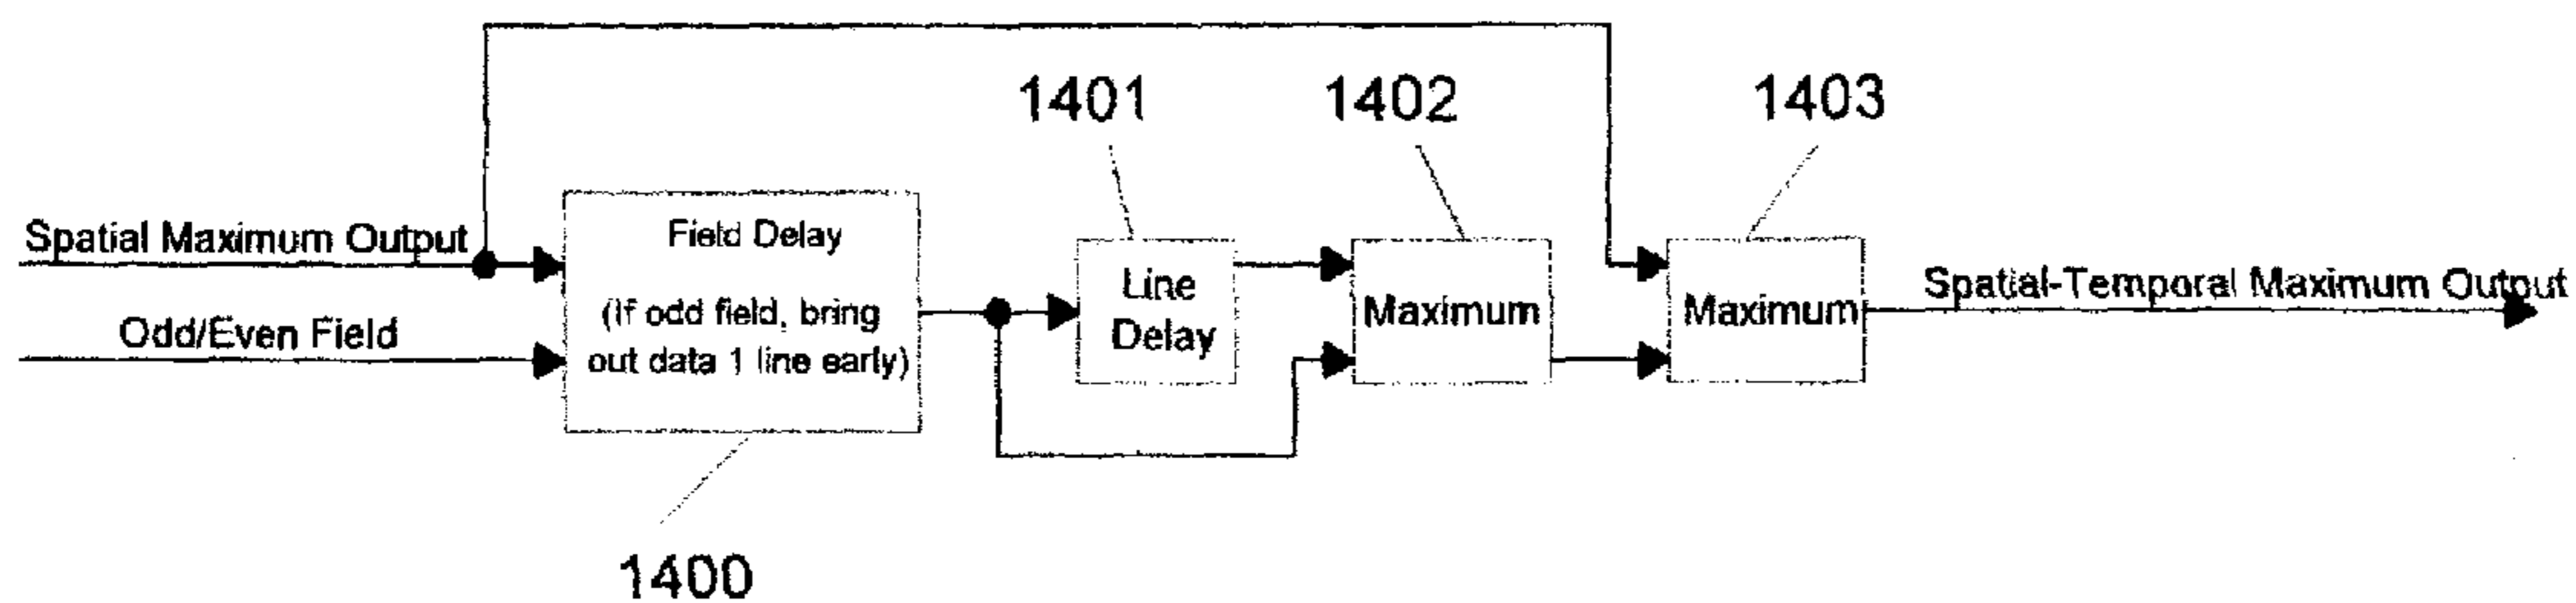 1401
1402
1403
Spatial Maximum Output
Odd/Even Field
Field Delay
(If odd field, bring
out data 1 line early)
Line
Delay
Maximum
Maximum
Spatial-Temporal Maximum Output
1400